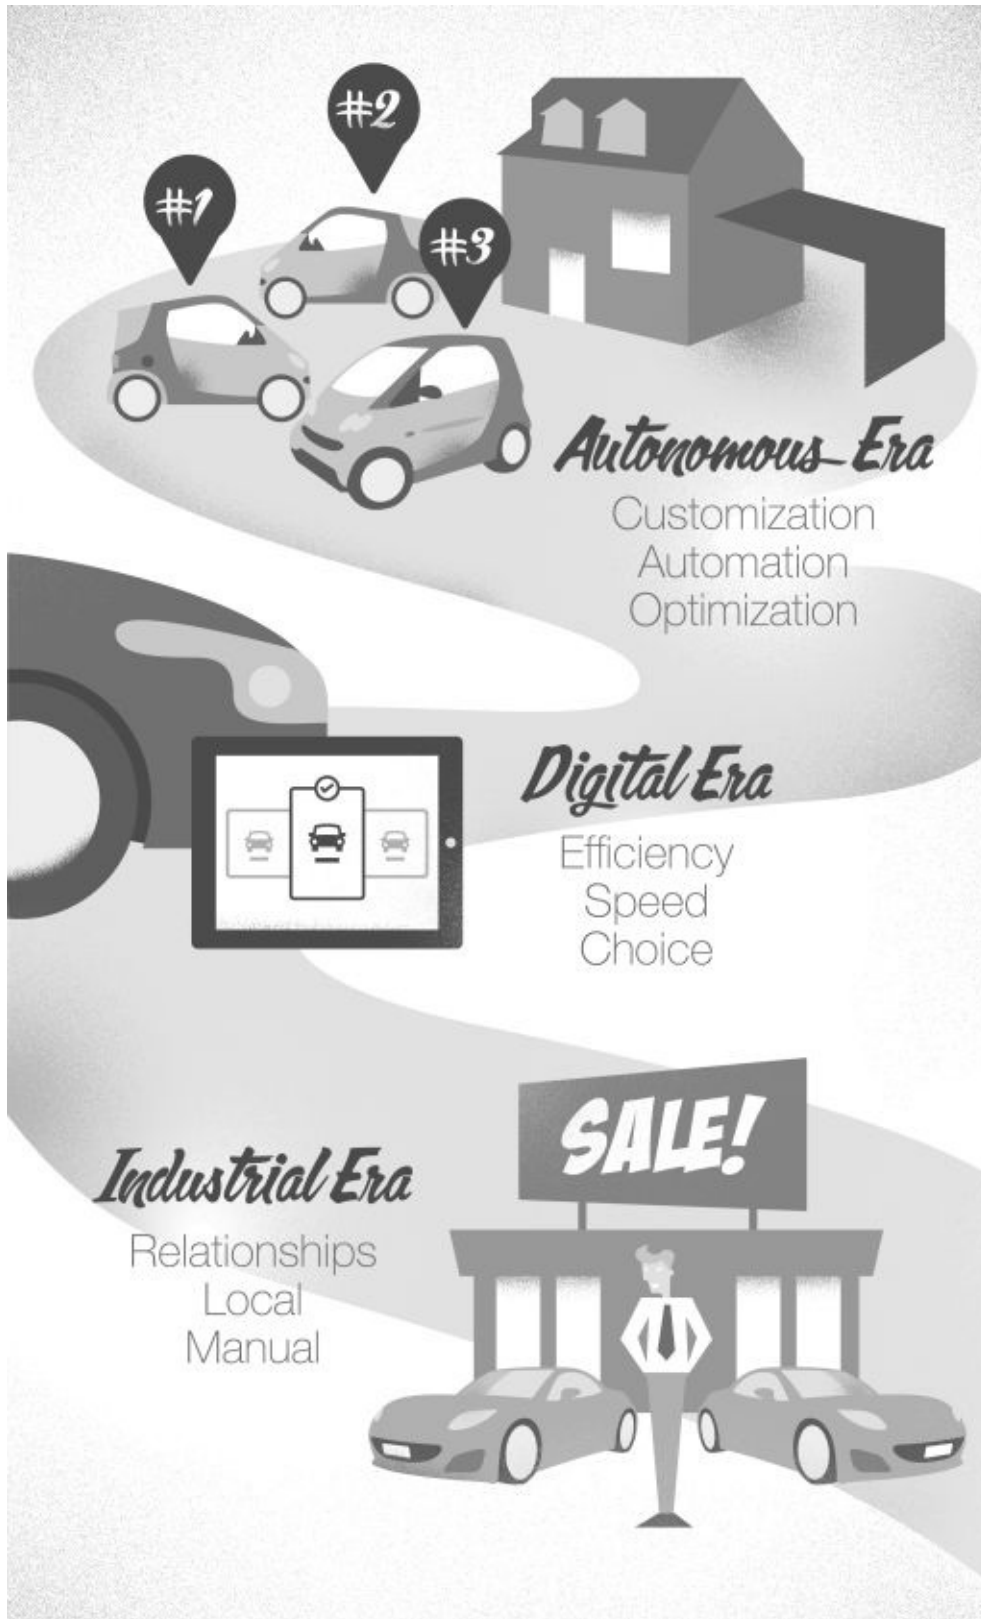 #2
#1
#3
Autonomous Era
Customization
Automation
Optimization
Digital Era
Efficiency
Speed
Choice
SALE!
Industrial Era
Relationships
Local
Manual